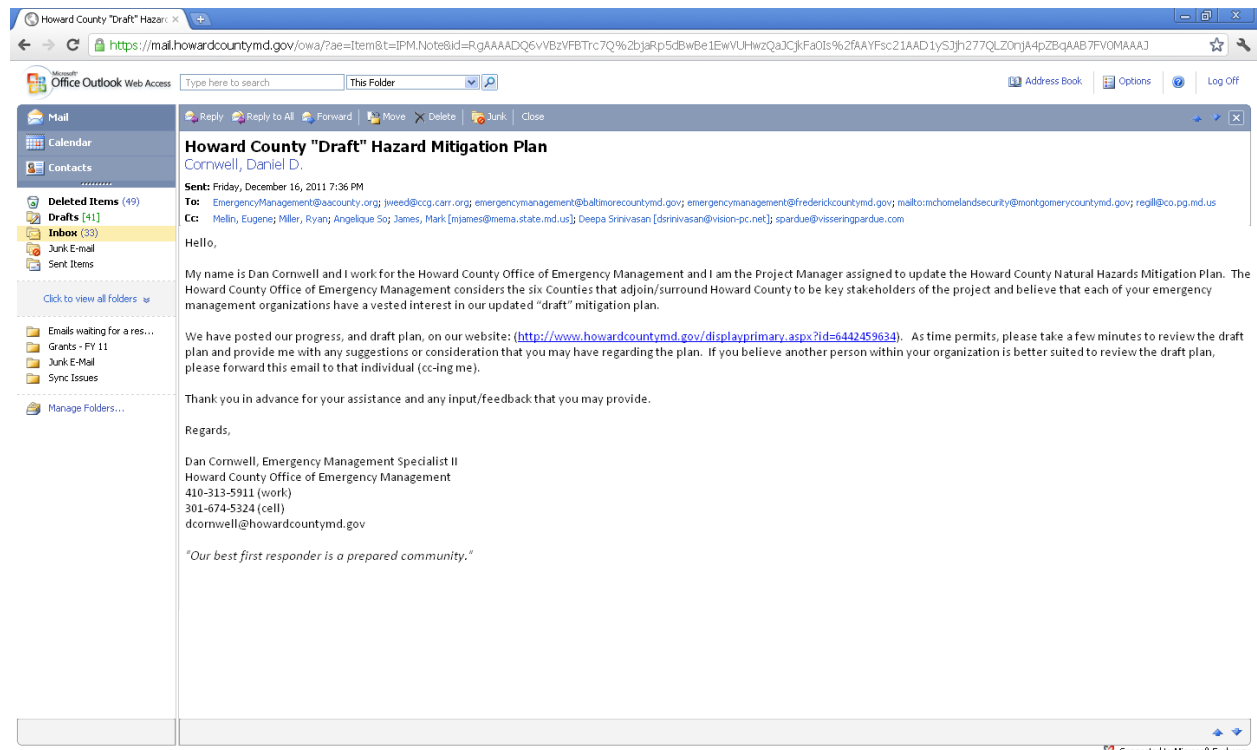 Howard County "Draft" Hazard
https://mail.howardcountymd.gov/owa/?ae=Item&t=IPM.Note&id=RgAAAADQ6vVBzVFBTrc7Q%2bjaRp5dBwBe1EwVUHwzQaJCjkFa0Is%2fAAYFsc21AAD1ySJjh277QLZ0njA4pZBqAAB7FV0MAAAJ
Microsoft
Office Outlook Web Access
Type here to search
This Folder
Address Book
Options
Log Off
Mail
Reply Reply to All Forward Move Delete Junk Close
Calendar
Contacts
Howard County "Draft" Hazard Mitigation Plan
Cornwell, Daniel D.
Sent: Friday, December 16, 2011 7:36 PM
To: EmergencyManagement@aacounty.org; jweed@ccg.carr.org; emergencymanagement@baltimorecountymd.gov; emergencymanagement@frederickcountymd.gov; mailto:mchomelandsecurity@montgomerycountymd.gov; regill@co.pg.md.us
Cc: Mellin, Eugene; Miller, Ryan; Angelique So; James, Mark [mjames@mema.state.md.us]; Deepa Srinivasan [dsrinivasan@vision-pc.net]; spardue@visseringpardue.com
Deleted Items (49)
Drafts [41]
Inbox (33)
Junk E-mail
Sent Items
Click to view all folders
Emails waiting for a res...
Grants - FY 11
Junk E-Mail
Sync Issues
Manage Folders...
Hello,
My name is Dan Cornwell and I work for the Howard County Office of Emergency Management and I am the Project Manager assigned to update the Howard County Natural Hazards Mitigation Plan. The
Howard County Office of Emergency Management considers the six Counties that adjoin/surround Howard County to be key stakeholders of the project and believe that each of your emergency
management organizations have a vested interest in our updated “draft” mitigation plan.
We have posted our progress, and draft plan, on our website: (http://www.howardcountymd.gov/displayprimary.aspx?id=6442459634). As time permits, please take a few minutes to review the draft
plan and provide me with any suggestions or consideration that you may have regarding the plan. If you believe another person within your organization is better suited to review the draft plan,
please forward this email to that individual (cc-ing me).
Thank you in advance for your assistance and any input/feedback that you may provide.
Regards,
Dan Cornwell, Emergency Management Specialist II
Howard County Office of Emergency Management
410-313-5911 (work)
301-674-5324 (cell)
dcornwell@howardcountymd.gov
"Our best first responder is a prepared community."